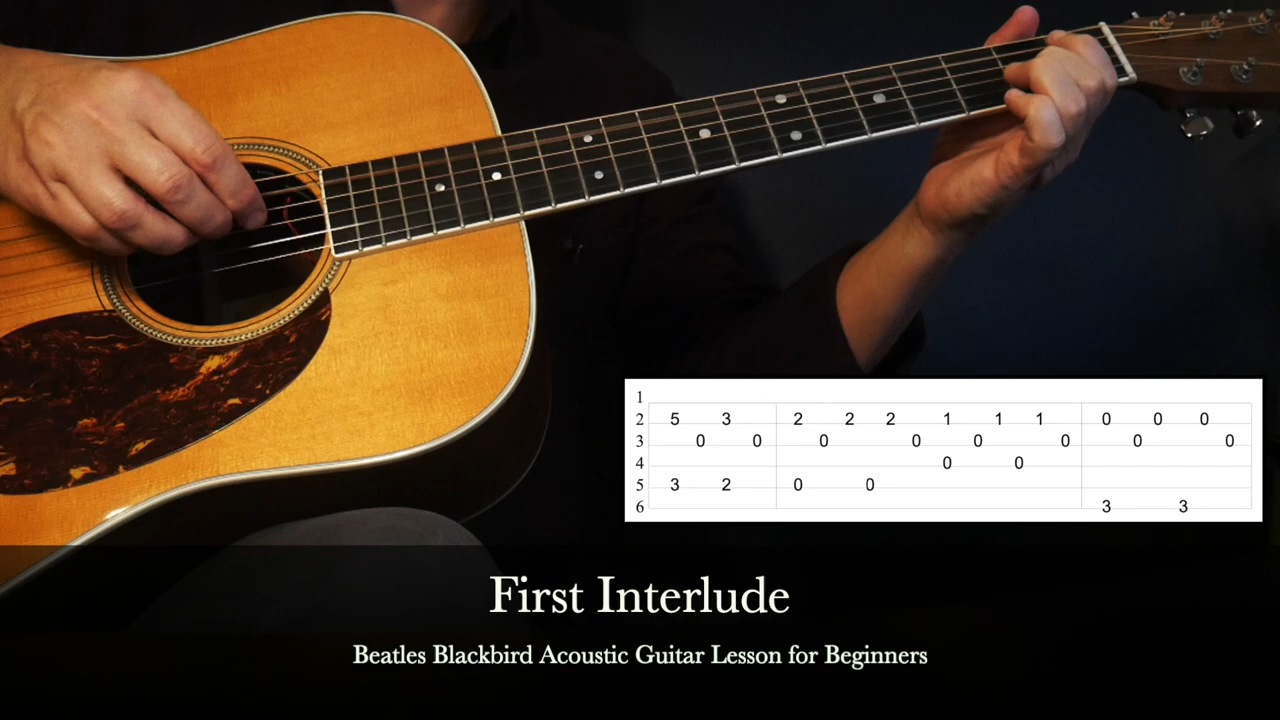 1
2 5 3 2 2 2 1 1 1 0 0 0
3 0 0 0 0 0 0 0 0
4 0 0
5 3 2 0 0
6 3 3
First Interlude
Beatles Blackbird Acoustic Guitar Lesson for Beginners